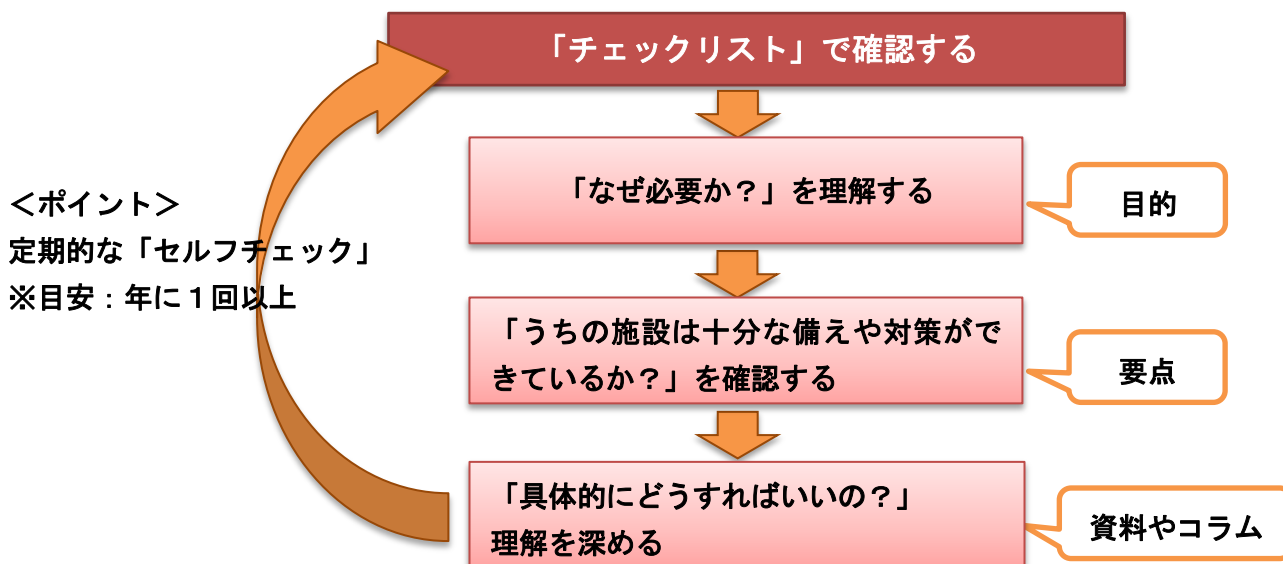 「チェックリスト」で確認する
「なぜ必要か？」を理解する
目的
＜ポイント＞
定期的な「セルフチェック」
※目安：年に１回以上
「うちの施設は十分な備えや対策がで
きているか？」を確認する
要点
「具体的にどうすればいいの？」
理解を深める
資料やコラム